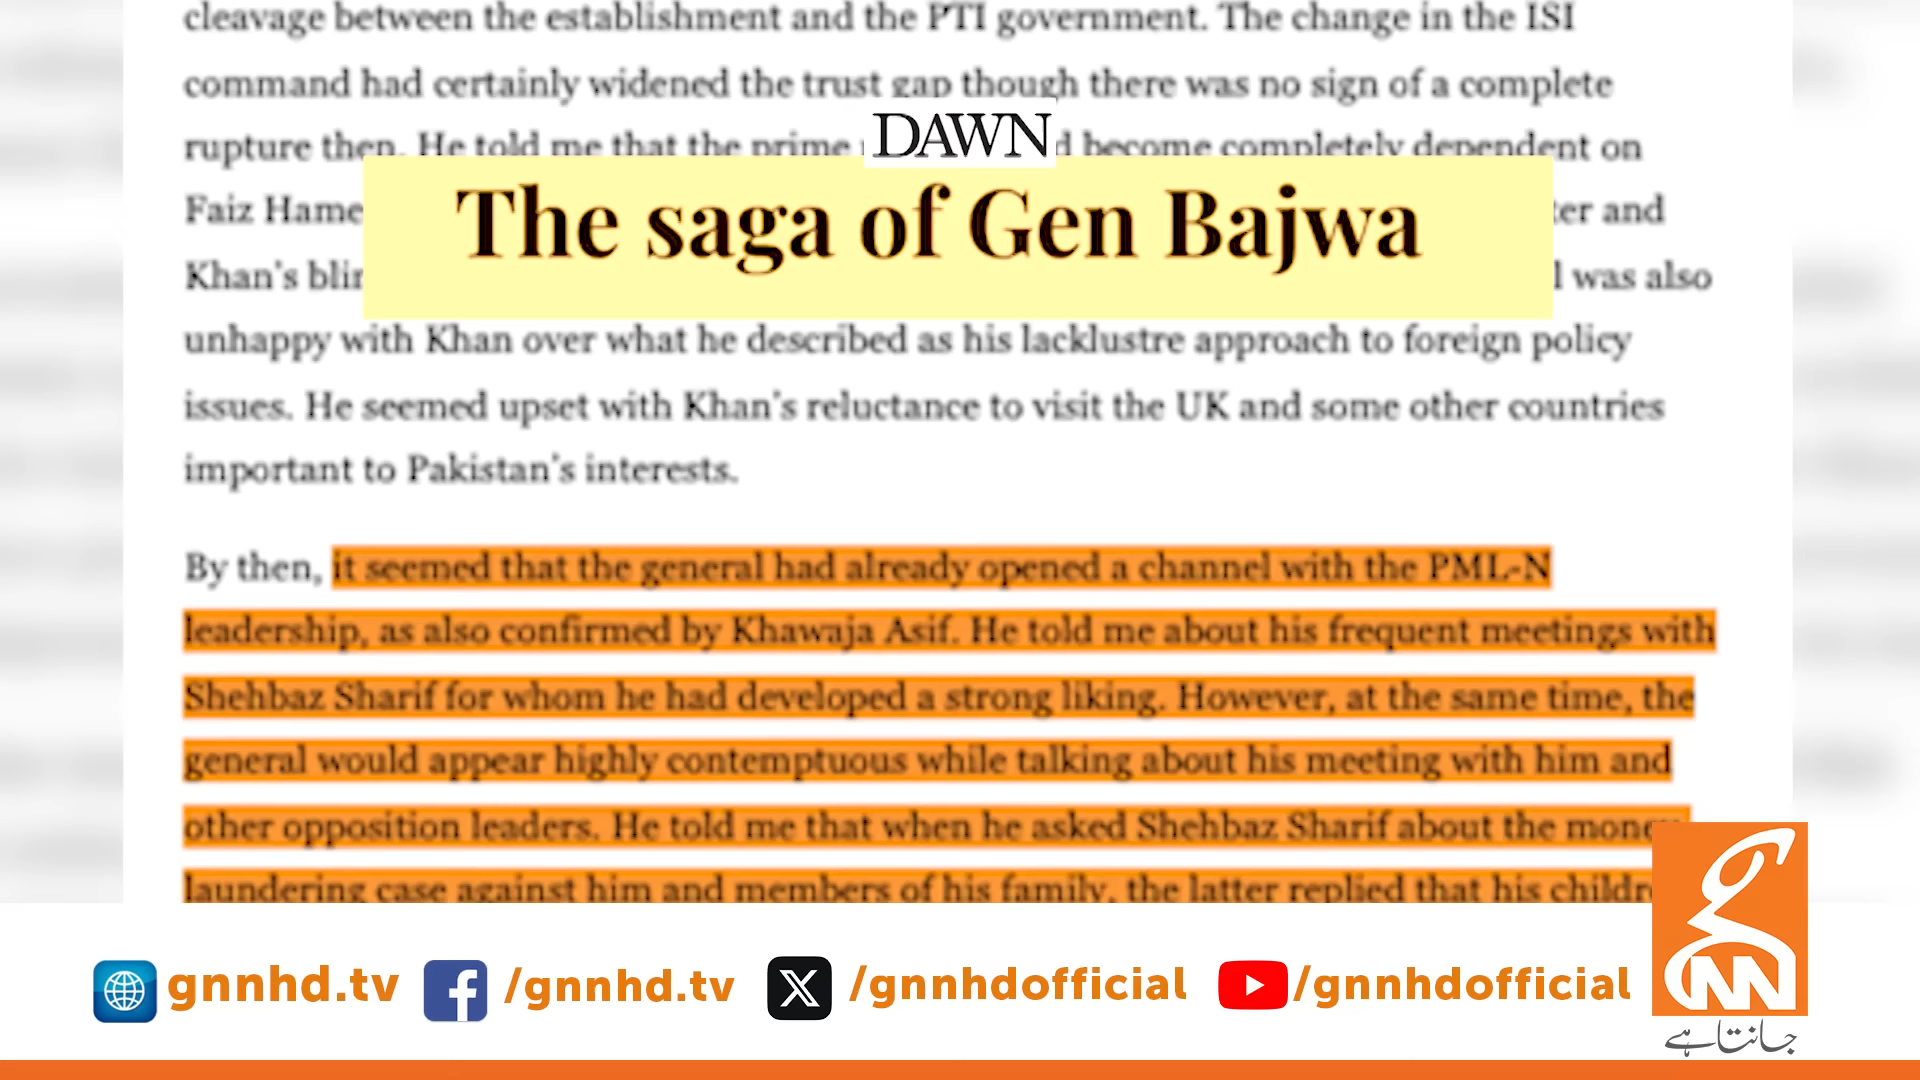 cleavage between the establishment and the PTI government. The change in the ISI
command had certainly widened the trust gap though there was no sign of a complete
rupture then. He told me that the prime
become completely dependent on
DAWN
The saga of Gen Bajwa
Faiz Hame
and
Khan's
was also
unhappy with Khan over what he described as his lacklustre approach to foreign policy
issues. He seemed upset with Khan's reluctance to visit the UK and some other countries
important to Pakistan's interests.
By then, it seemed that the general had already opened a channel with the PML-N
leadership, as also confirmed by Khawaja Asif. He told me about his frequent meetings with
Shehbaz Sharif for whom he had developed a strong liking. However, at the same time, the
general would appear highly contemptuous while talking about his meeting with him and
other opposition leaders. He told me that when he asked Shehbaz Sharif about the money
laundering case against him and members of his family, the latter replied that his
gnnhd.tv
/gnnhd.tv
/gnnhdofficial
/gnnhdofficial
GNN
جانتا ہے